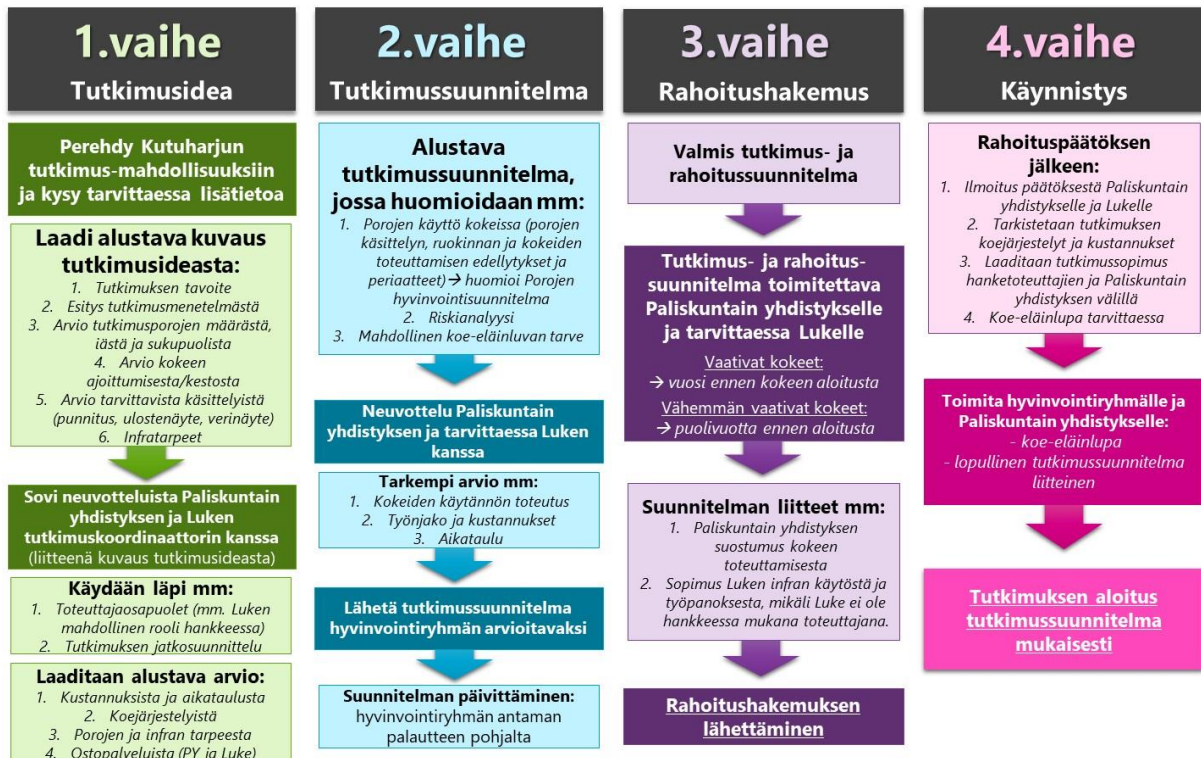 1.vaihe
Tutkimusidea
Perehdy Kutuharjun
tutkimus-mahdollisuuksiin
ja kysy tarvittaessa lisätietoa
Laadi alustava kuvaus
tutkimusideasta:
1. Tutkimuksen tavoite
2. Esitys tutkimusmenetelmästä
3. Arvio tutkimusporojen määrästä,
iästä ja sukupuolista
4. Arvio kokeen
ajoittumisesta/kestosta
5. Arvio tarvittavista käsittelyistä
(punnitus, ulostenäyte, verinäyte)
6. Infratarpeet
Sovi neuvotteluista Paliskuntain
yhdistyksen ja Luken
tutkimuskoordinaattorin kanssa
(liitteenä kuvaus tutkimusideasta)
Käydään läpi mm:
1. Toteuttajaosapuolet (mm. Luken
mahdollinen rooli hankkeessa)
2. Tutkimuksen jatkosuunnittelu
Laaditaan alustava arvio:
1. Kustannuksista ja aikataulusta
2. Koejärjestelyistä
3. Porojen ja infran tarpeesta
4. Ostopalveluista (PY ja Luke)
2.vaihe
Tutkimussuunnitelma
Alustava
tutkimussuunnitelma,
jossa huomioidaan mm:
1. Porojen käyttö kokeissa (porojen
käsittelyn, ruokinnan ja kokeiden
toteuttamisen edellytykset ja
periaatteet)→ huomioi Porojen
hyvinvointisuunnitelma
2. Riskianalyysi
3. Mahdollinen koe-eläinluvan tarve
Neuvottelu Paliskuntain
yhdistyksen ja tarvittaessa Luken
kanssa
Tarkempi arvio mm:
1. Kokeiden käytännön toteutus
2. Työnjako ja kustannukset
3. Aikataulu
Lähetä tutkimussuunnitelma
hyvinvointiryhmän arvioitavaksi
Suunnitelman päivittäminen:
hyvinvointiryhmän antaman
palautteen pohjalta
3.vaihe
Rahoitushakemus
Valmis tutkimus- ja
rahoitussuunnitelma
Tutkimus- ja rahoitus-
suunnitelma toimitettava
Paliskuntain yhdistykselle
ja tarvittaessa Lukelle
Vaativat kokeet:
→ vuosi ennen kokeen aloitusta
Vähemmän vaativat kokeet:
→ puolivuotta ennen aloitusta
Suunnitelman liitteet mm:
1. Paliskuntain yhdistyksen
suostumus kokeen
toteuttamisesta
2. Sopimus Luken infran käytöstä ja
työpanoksesta, mikäli Luke ei ole
hankkeessa mukana toteuttajana.
Rahoitushakemuksen
lähettäminen
4.vaihe
Käynnistys
Rahoituspäätöksen
jälkeen:
1. Ilmoitus päätöksestä Paliskuntain
yhdistykselle ja Lukelle
2. Tarkistetaan tutkimuksen
koejärjestelyt ja kustannukset
3. Laaditaan tutkimussopimus
hanketoteuttajien ja Paliskuntain
yhdistyksen välillä
4. Koe-eläinlupa tarvittaessa
Toimita hyvinvointiryhmälle ja
Paliskuntain yhdistykselle:
- koe-eläinlupa
- lopullinen tutkimussuunnitelma
liitteinen
Tutkimuksen aloitus
tutkimussuunnitelma
mukaisesti